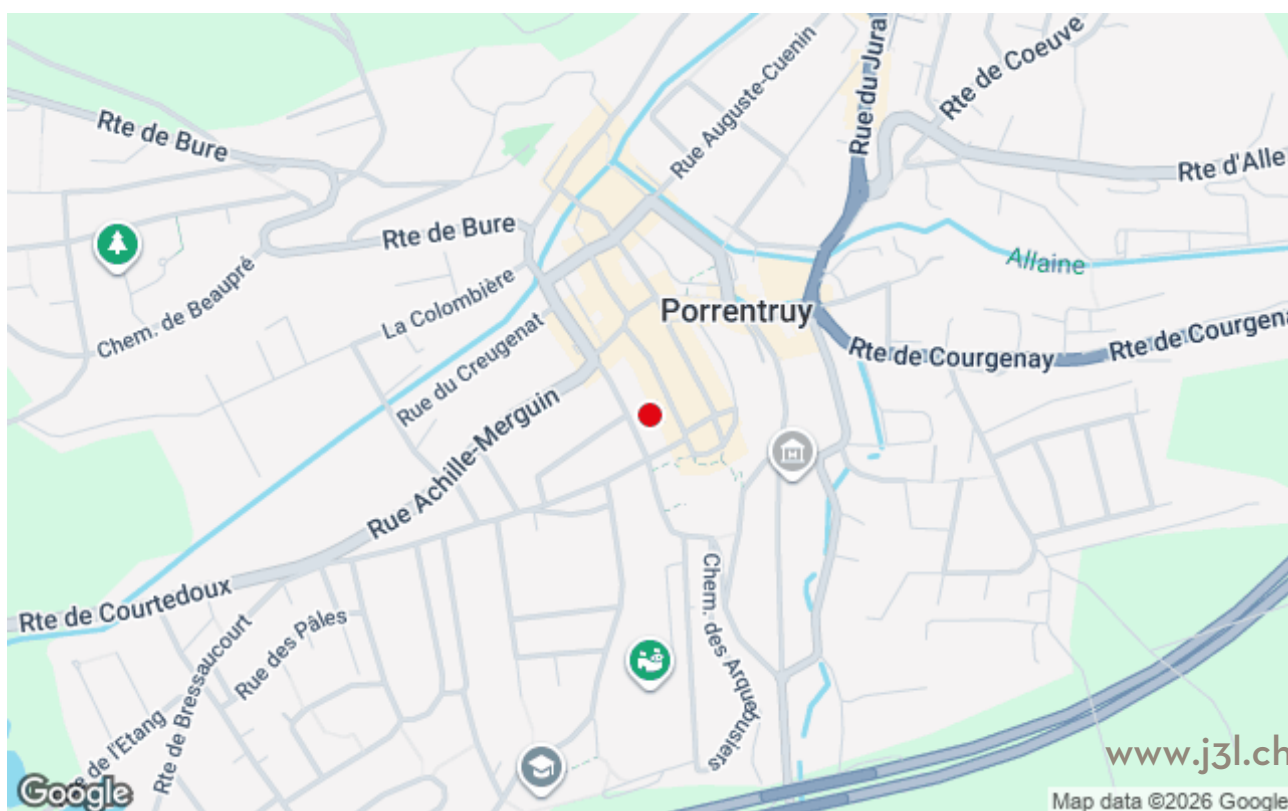 Rte de Bure
Rue Auguste-Cuenin
Rue du Jura
Rte de Coeuve
Rte d'Alle
Rte de Bure
Allaine
Chem. de Beaupré
La Colombière
Porrentruy
Rue du Creugenat
Rte de Courgenay
Rte de Courgena
Rue Achille-Merguin
Rte de Courtedoux
Rue des Pâles
Rte de Bressaucourt
Chem. des Arquebusiers
e de l'Etang
www.j3l.ch
Google
Map data ©2026 Google